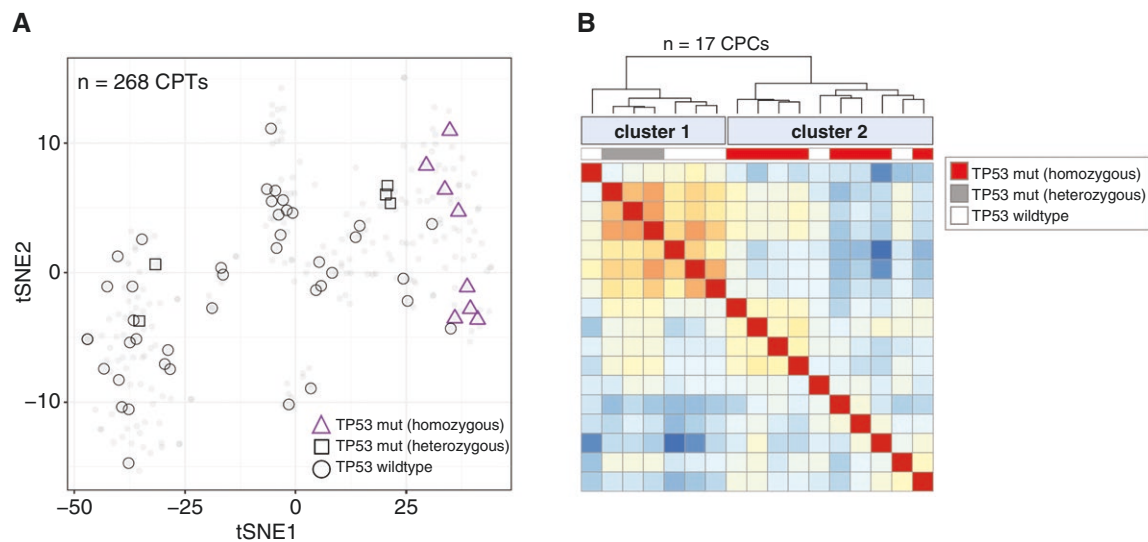 A
n = 268 CPTs
10
0
−10
tSNE2
−50
−25
0
25
tSNE1
TP53 mut (homozygous)
TP53 mut (heterozygous)
TP53 wildtype
B
n = 17 CPCs
cluster 1
cluster 2
TP53 mut (homozygous)
TP53 mut (heterozygous)
TP53 wildtype